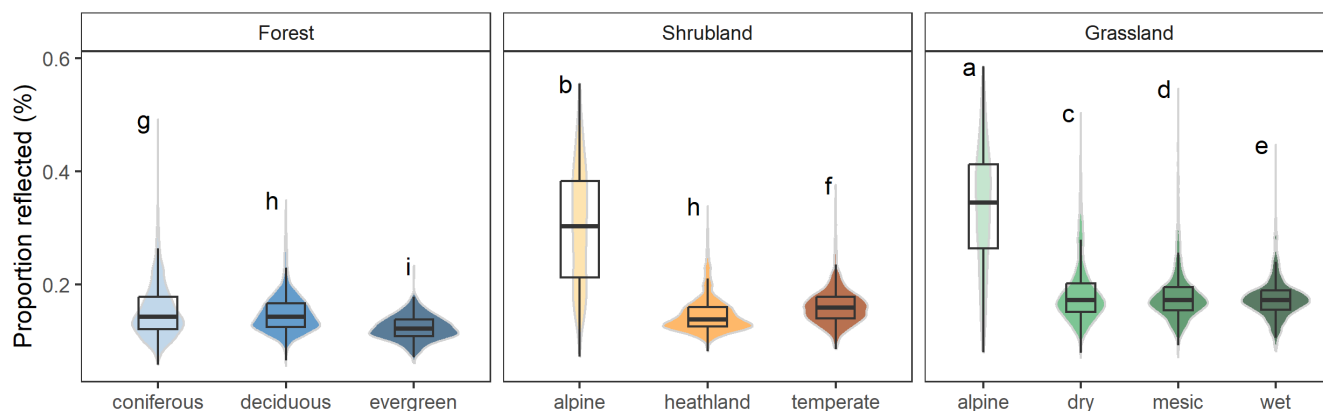 Forest
Shrubland
Grassland
Proportion reflected (%)
0.6
0.4
0.2
g
h
i
b
h
f
a
c
d
e
coniferous
deciduous
evergreen
alpine
heathland
temperate
alpine
dry
mesic
wet